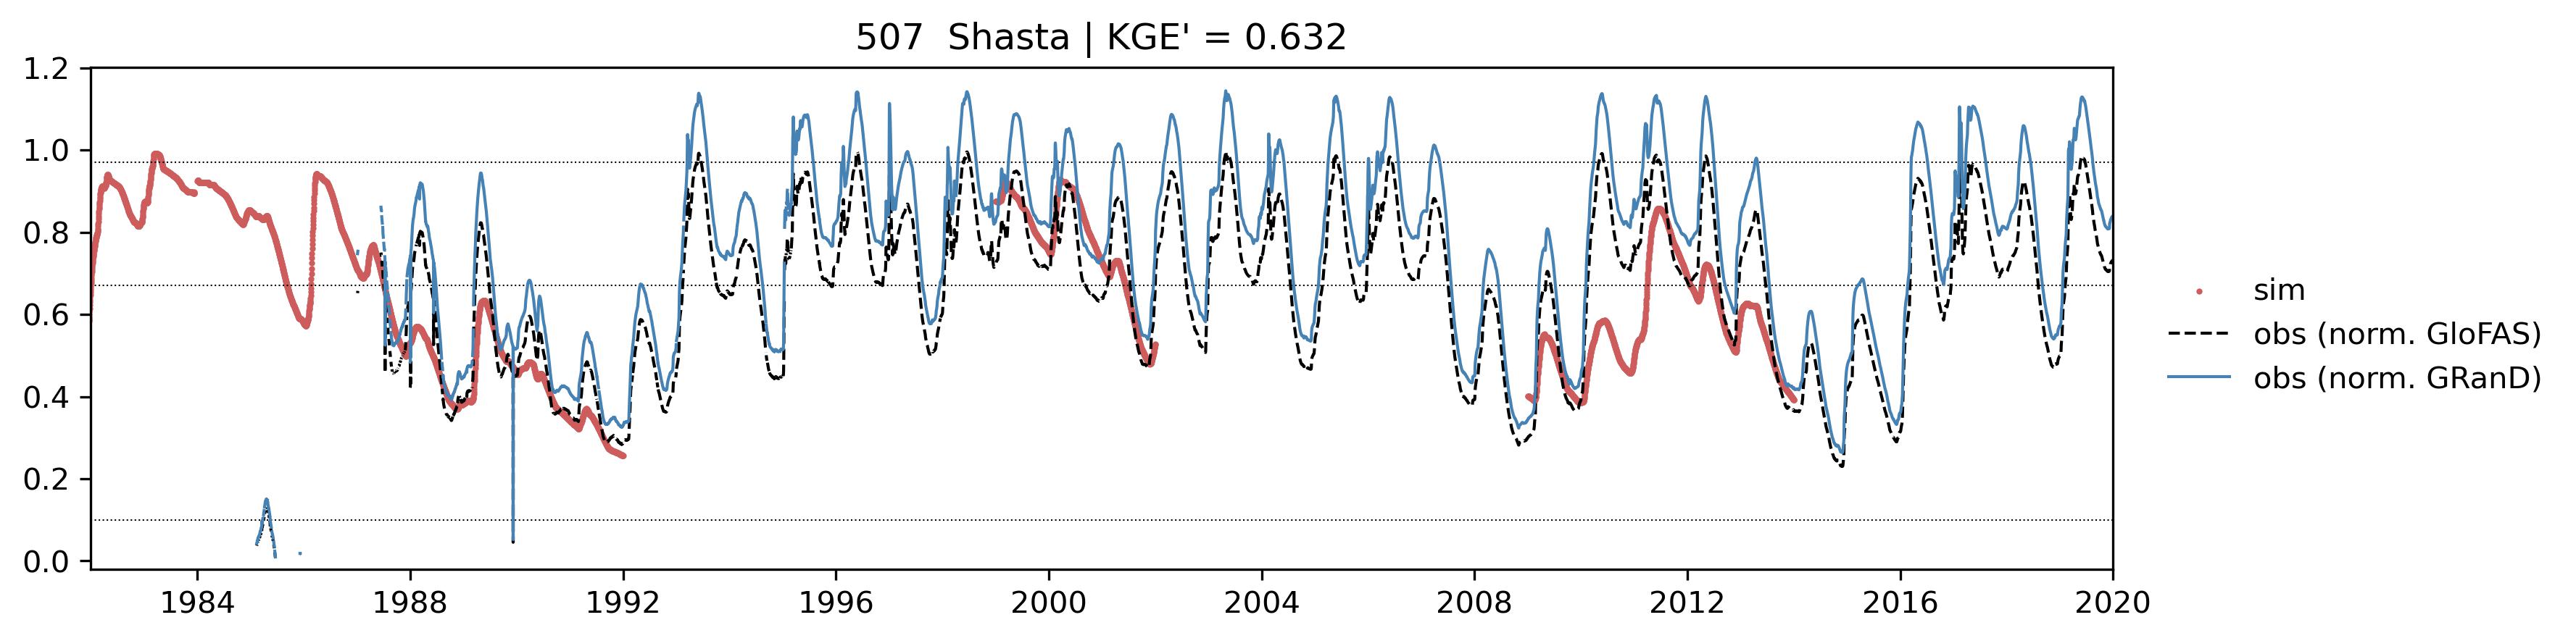 507 Shasta | KGE' = 0.632
1.2
1.0
0.8
0.6
0.4
0.2
0.0
1984 1988 1992 1996 2000 2004 2008 2012 2016 2020
sim
obs (norm. GloFAS)
obs (norm. GRanD)